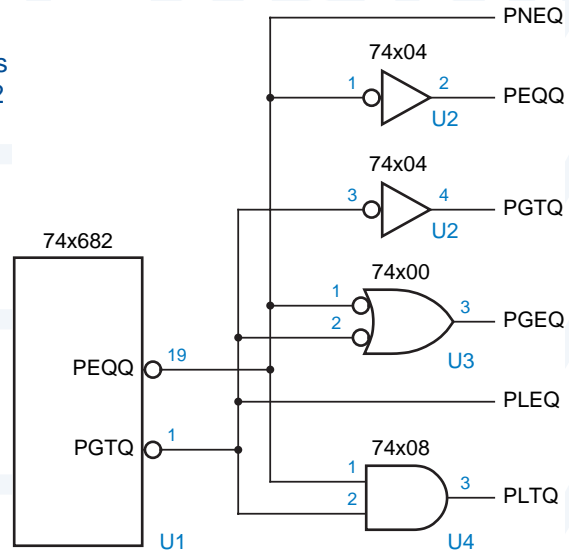 PNEQ
s
2
74x04
1
2
PEQQ
U2
74x04
3
4
PGTQ
U2
74x682
74x00
1
2
3
PGEQ
U3
PEQQ
19
PLEQ
PGTQ
1
74x08
1
2
3
PLTQ
U1
U4